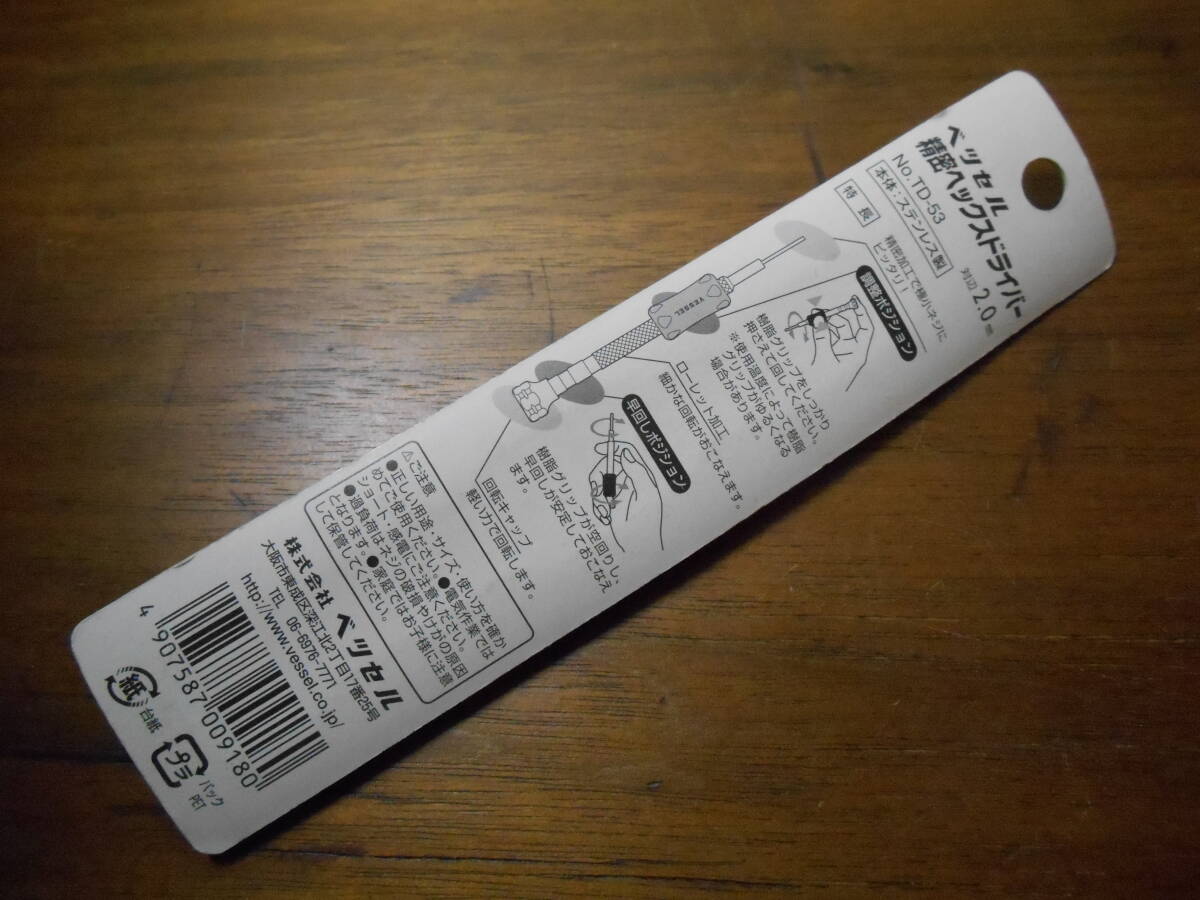 ベッセル
精密ヘックスドライバー
No.TD-53 対辺 2.0㎜
本体：ステンレス製
特長
精密加工で極小ネジに
ピッタリ！
調整ポジション
樹脂グリップをしっかり
押さえて回してください。
※使用温度によって樹脂
グリップがゆるくなる
場合があります。
VESSEL
ローレット加工
細かな回転がおこなえます。
早回しポジション
樹脂グリップが空回りし、
早回しが安定しておこなえ
ます。
回転キャップ
軽い力で回転します。
⚠ご注意
●正しい用途・サイズ・使い方を確か
めてご使用ください。●電気作業では
ショート・感電にご注意ください。
●過負荷はネジの破損やけがの原因
となります。●家庭ではお子様に注意
して保管してください。
株式会社 ベッセル
大阪市東成区深江北2丁目17番25号
TEL 06-6976-7771
http://www.vessel.co.jp/
4 907587 009180
紙 台紙
プラ パック
PET